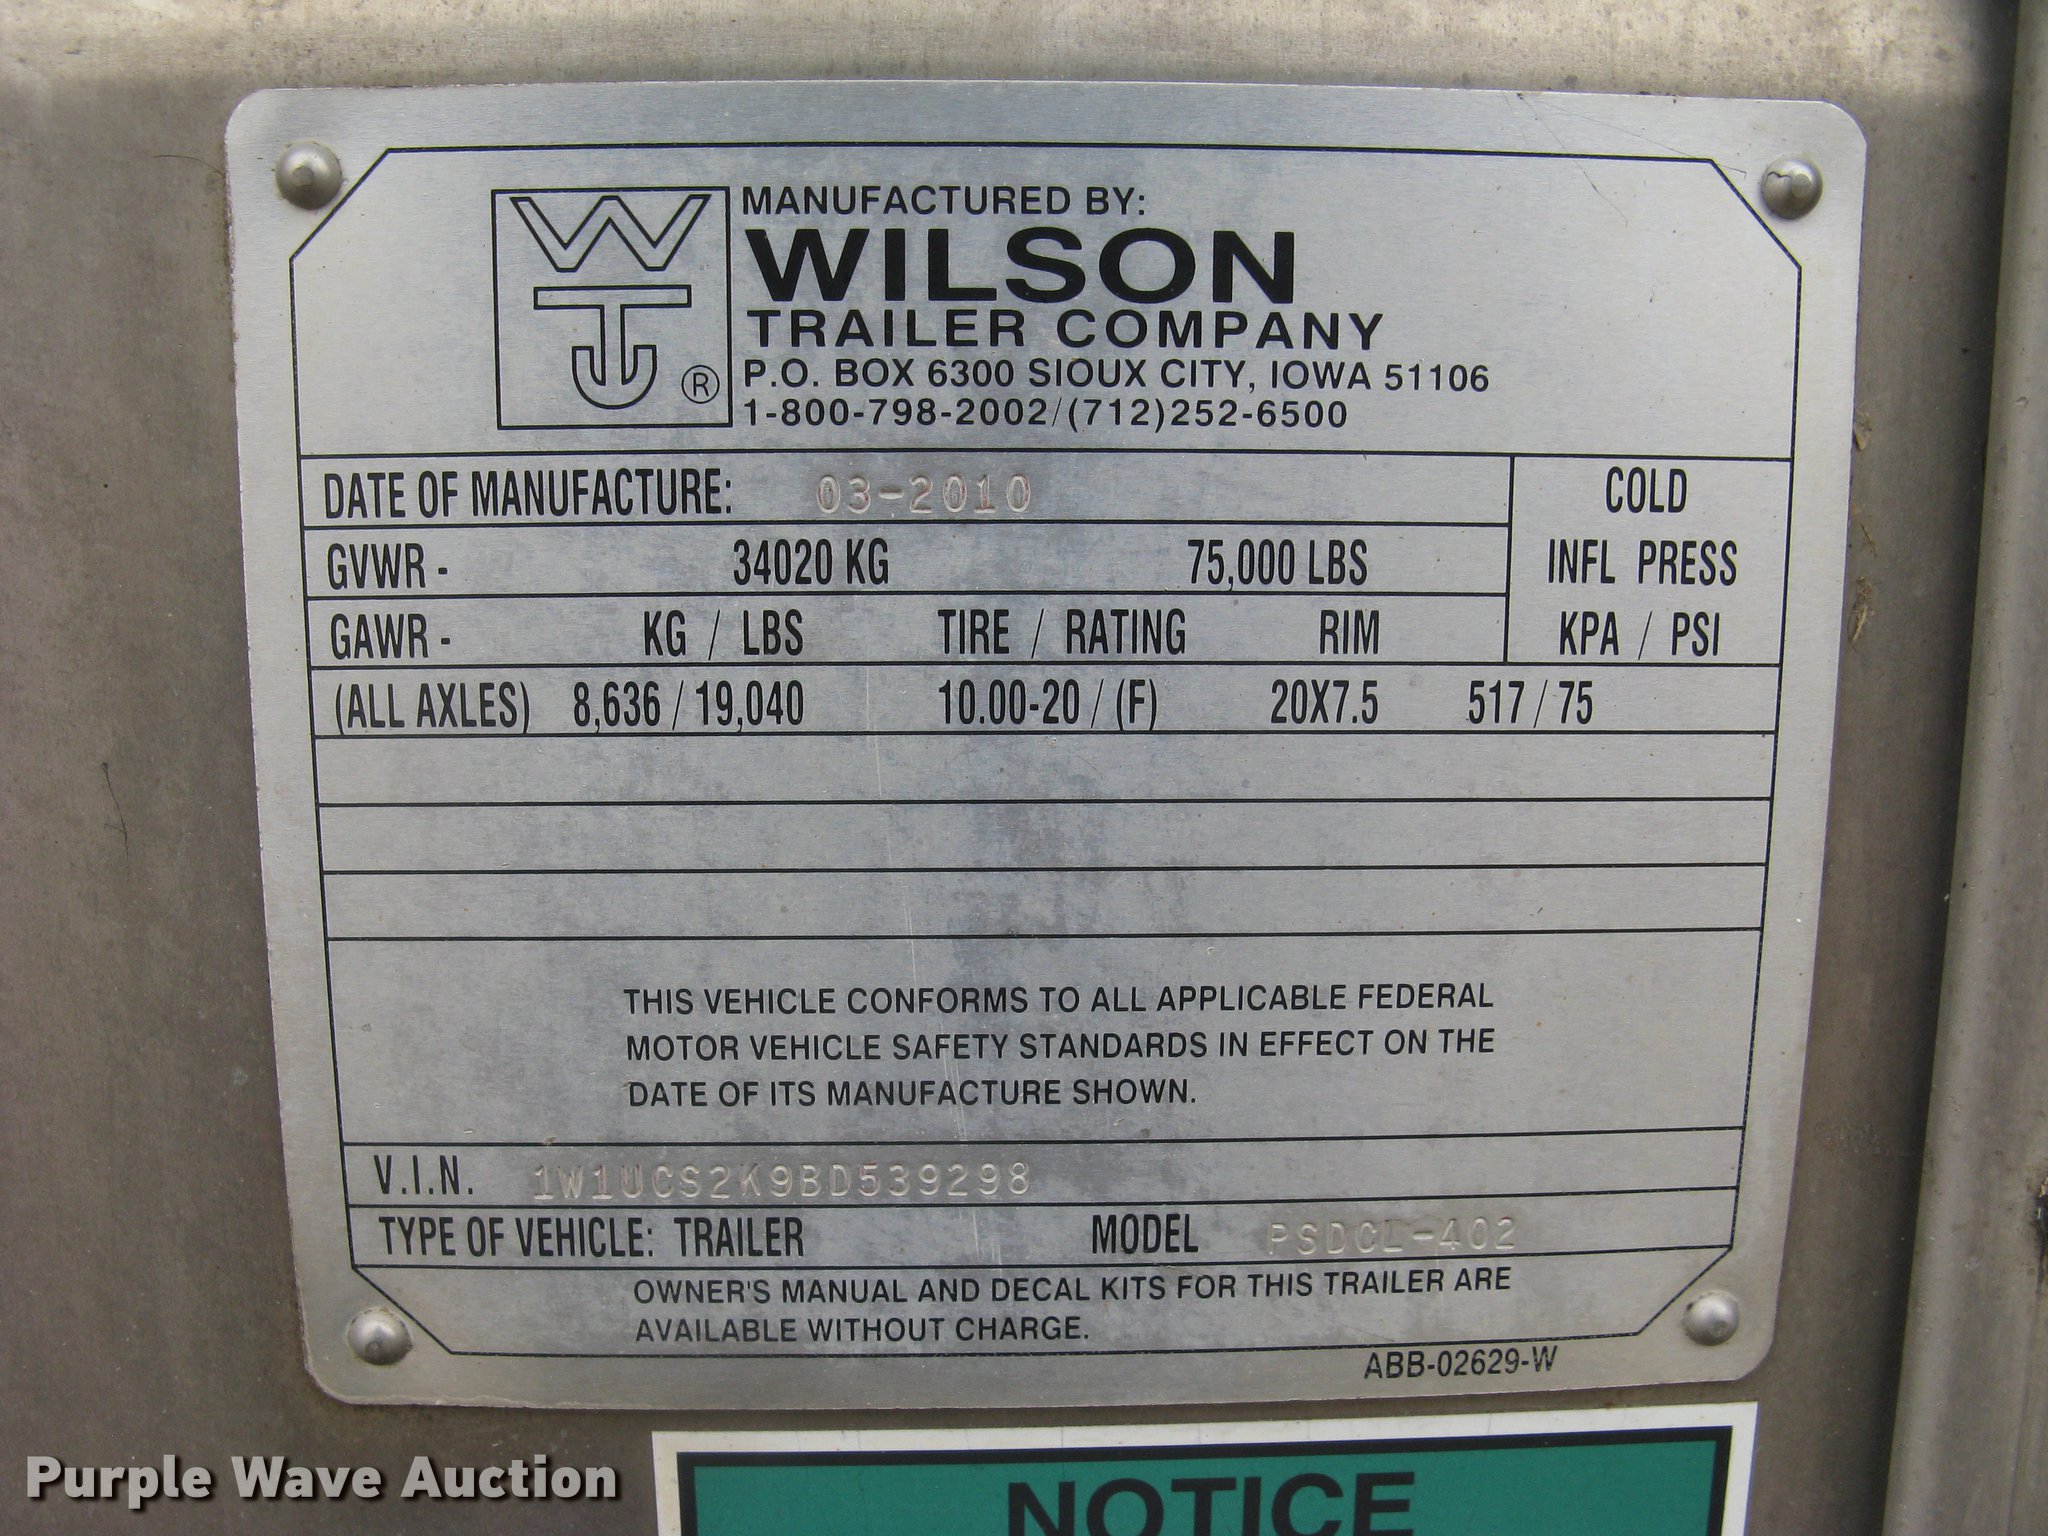 MANUFACTURED BY:
WILSON
TRAILER COMPANY
P.O. BOX 6300 SIOUX CITY, IOWA 51106
1-800-798-2002/(712)252-6500
WTJ ®
DATE OF MANUFACTURE: 03-2010
COLD
GVWR - 34020 KG 75,000 LBS
INFL PRESS
GAWR - KG / LBS TIRE / RATING RIM KPA / PSI
(ALL AXLES) 8,636 / 19,040 10.00-20 / (F) 20X7.5 517 / 75
THIS VEHICLE CONFORMS TO ALL APPLICABLE FEDERAL
MOTOR VEHICLE SAFETY STANDARDS IN EFFECT ON THE
DATE OF ITS MANUFACTURE SHOWN.
V.I.N. 1W1UCS2K9BD539298
TYPE OF VEHICLE: TRAILER MODEL PSDCL-402
OWNER'S MANUAL AND DECAL KITS FOR THIS TRAILER ARE
AVAILABLE WITHOUT CHARGE.
ABB-02629-W
NOTICE
Purple Wave Auction